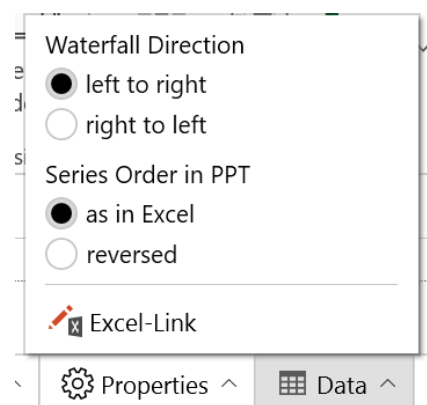 Waterfall Direction
left to right
right to left
Series Order in PPT
as in Excel
reversed
Excel-Link
Properties
Data